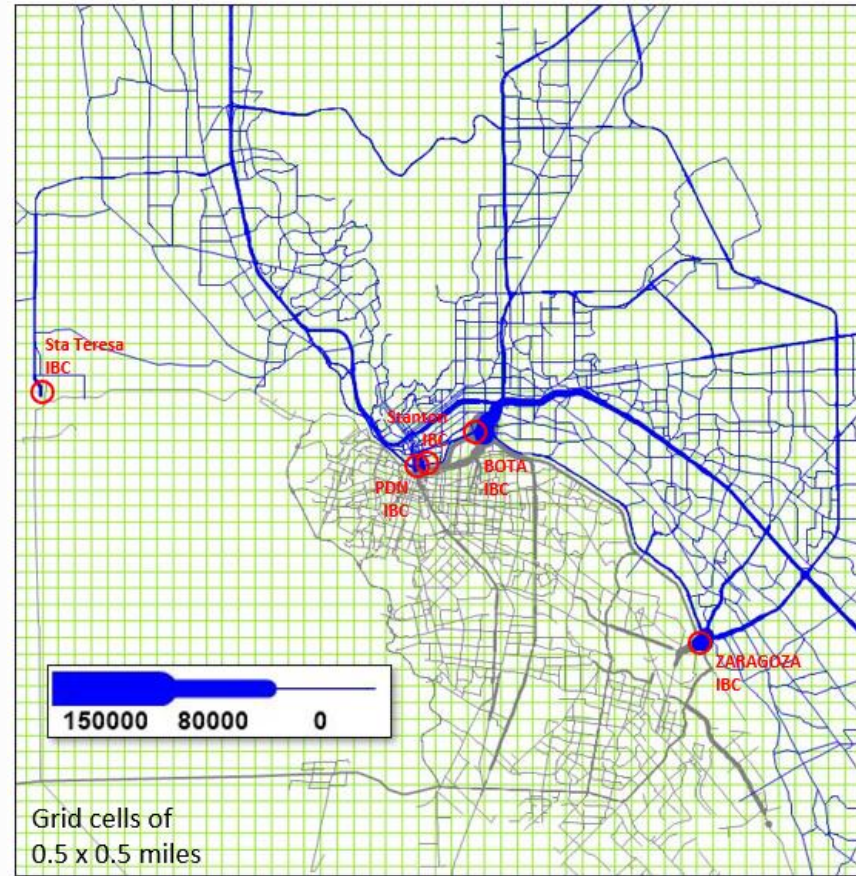 Sta Teresa
IBC
Stanton
IBC
BOTA
IBC
PDN
IBC
ZARAGOZA
IBC
150000 80000 0
Grid cells of
0.5 x 0.5 miles